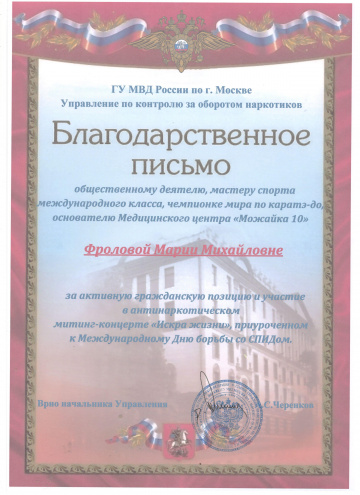 ГУ МВД России по г. Москве
Управление по контролю за оборотом наркотиков
Благодарственное
письмо
общественному деятелю, мастеру спорта
международного класса, чемпионке мира по каратэ-до,
основателю Медицинского центра «Можайка 10»
Фроловой Марии Михайловне
за активную гражданскую позицию и участие
в антинаркотическом
митинг-концерте «Искра жизни», приуроченном
к Международному Дню борьбы со СПИДом.
Врио начальника Управления
С.Черенков